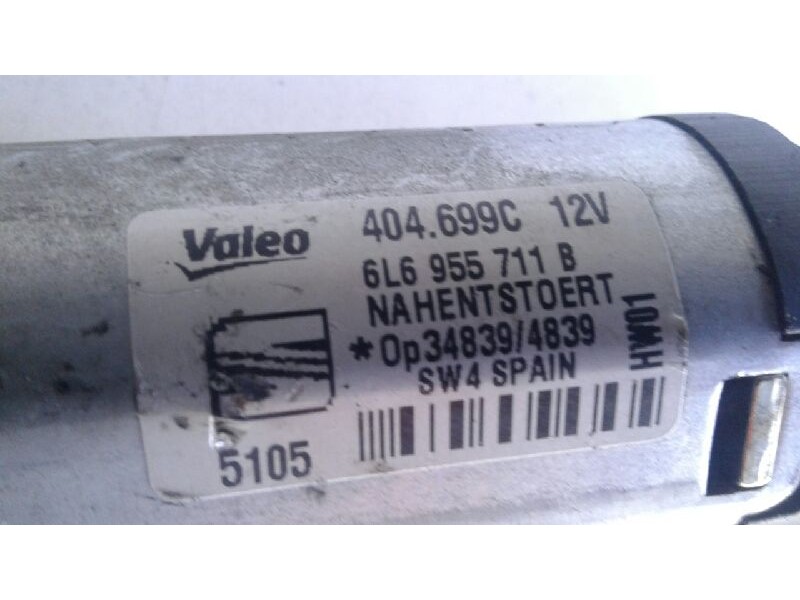 Valeo 404.699C 12V
6L6 955 711 B
NAHENTSTOERT
*Op34839/4839
SW4 SPAIN
HW01
5105